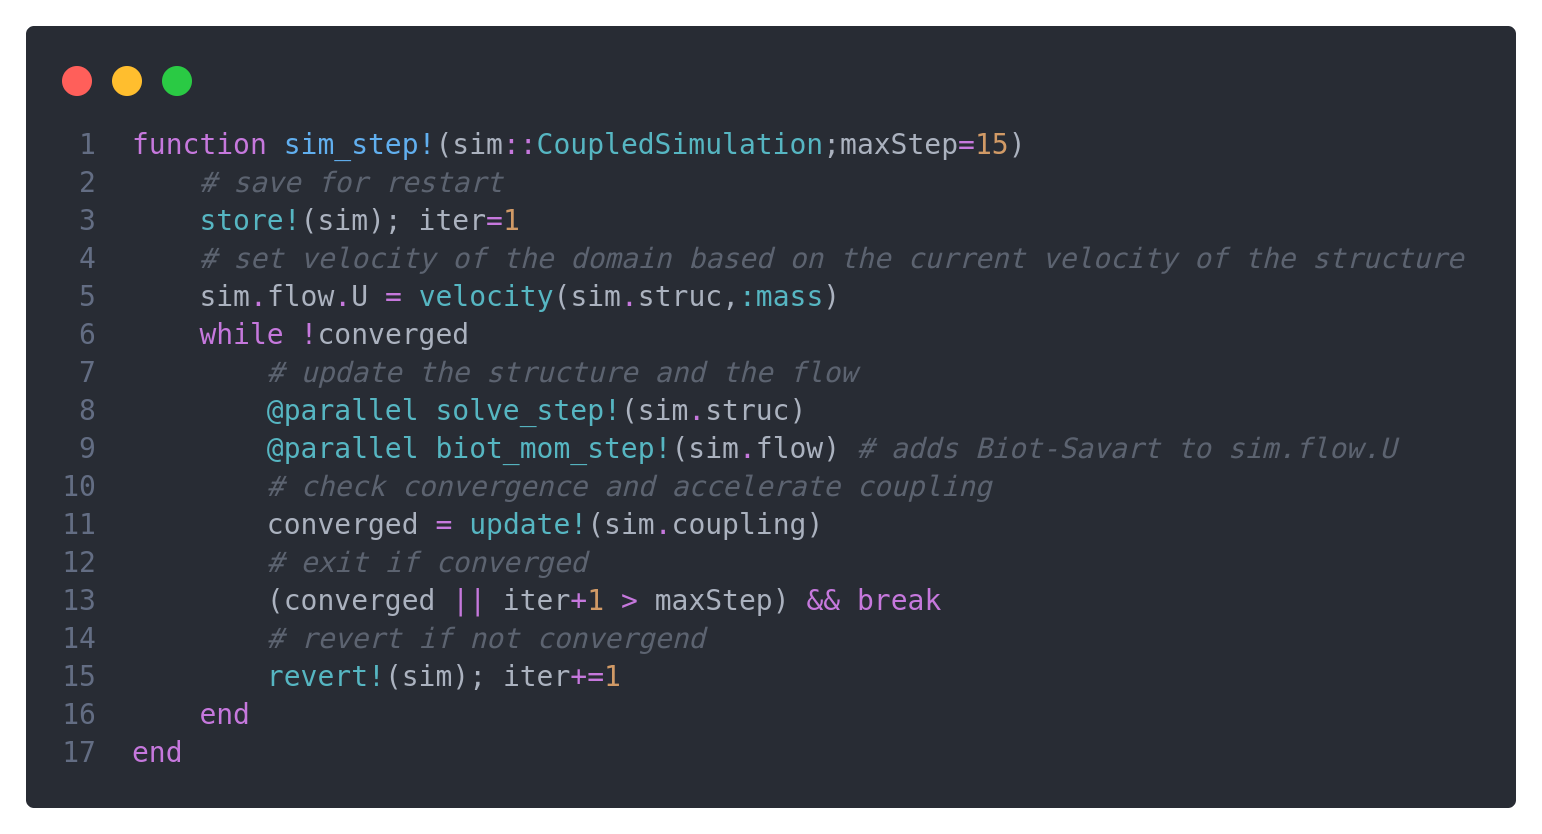 1 function sim_step!(sim::CoupledSimulation;maxStep=15)
2     # save for restart
3     store!(sim); iter=1
4     # set velocity of the domain based on the current velocity of the structure
5     sim.flow.U = velocity(sim.struc,:mass)
6     while !converged
7         # update the structure and the flow
8         @parallel solve_step!(sim.struc)
9         @parallel biot_mom_step!(sim.flow) # adds Biot-Savart to sim.flow.U
10         # check convergence and accelerate coupling
11         converged = update!(sim.coupling)
12         # exit if converged
13         (converged || iter+1 > maxStep) && break
14         # revert if not convergend
15         revert!(sim); iter+=1
16     end
17 end